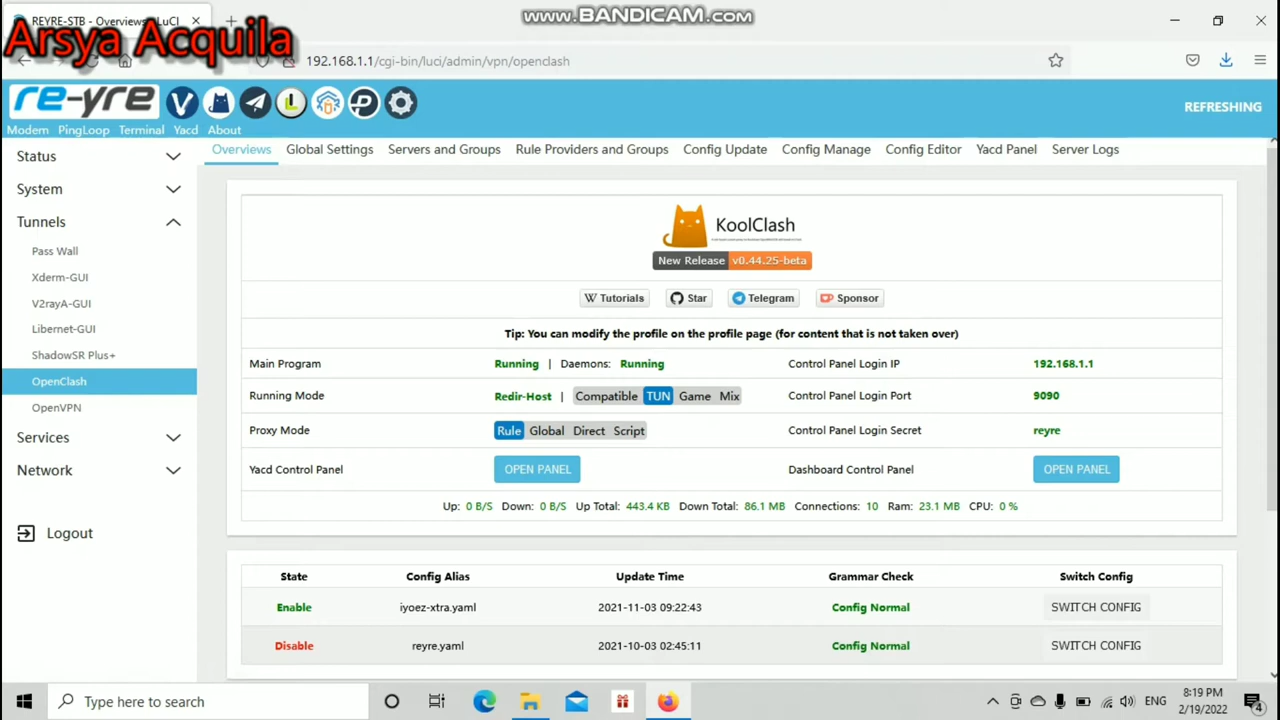 www.BANDICAM.com
REYRE-STB - Overviews - LuCI
Arsya Acquila
192.168.1.1/cgi-bin/luci/admin/vpn/openclash
re-yre
REFRESHING
Modem PingLoop Terminal Yacd About
Status
System
Tunnels
Pass Wall
Xderm-GUI
V2rayA-GUI
Libernet-GUI
ShadowSR Plus+
OpenClash
OpenVPN
Services
Network
Logout
Overviews Global Settings Servers and Groups Rule Providers and Groups Config Update Config Manage Config Editor Yacd Panel Server Logs
KoolClash
New Release v0.44.25-beta
W Tutorials Star Telegram Sponsor
Tip: You can modify the profile on the profile page (for content that is not taken over)
Main Program Running | Daemons: Running Control Panel Login IP 192.168.1.1
Running Mode Redir-Host | Compatible TUN Game Mix Control Panel Login Port 9090
Proxy Mode Rule Global Direct Script Control Panel Login Secret reyre
Yacd Control Panel OPEN PANEL Dashboard Control Panel OPEN PANEL
Up: 0 B/S Down: 0 B/S Up Total: 443.4 KB Down Total: 86.1 MB Connections: 10 Ram: 23.1 MB CPU: 0 %
State Config Alias Update Time Grammar Check Switch Config
Enable iyoez-xtra.yaml 2021-11-03 09:22:43 Config Normal SWITCH CONFIG
Disable reyre.yaml 2021-10-03 02:45:11 Config Normal SWITCH CONFIG
Type here to search
ENG
8:19 PM
2/19/2022
4